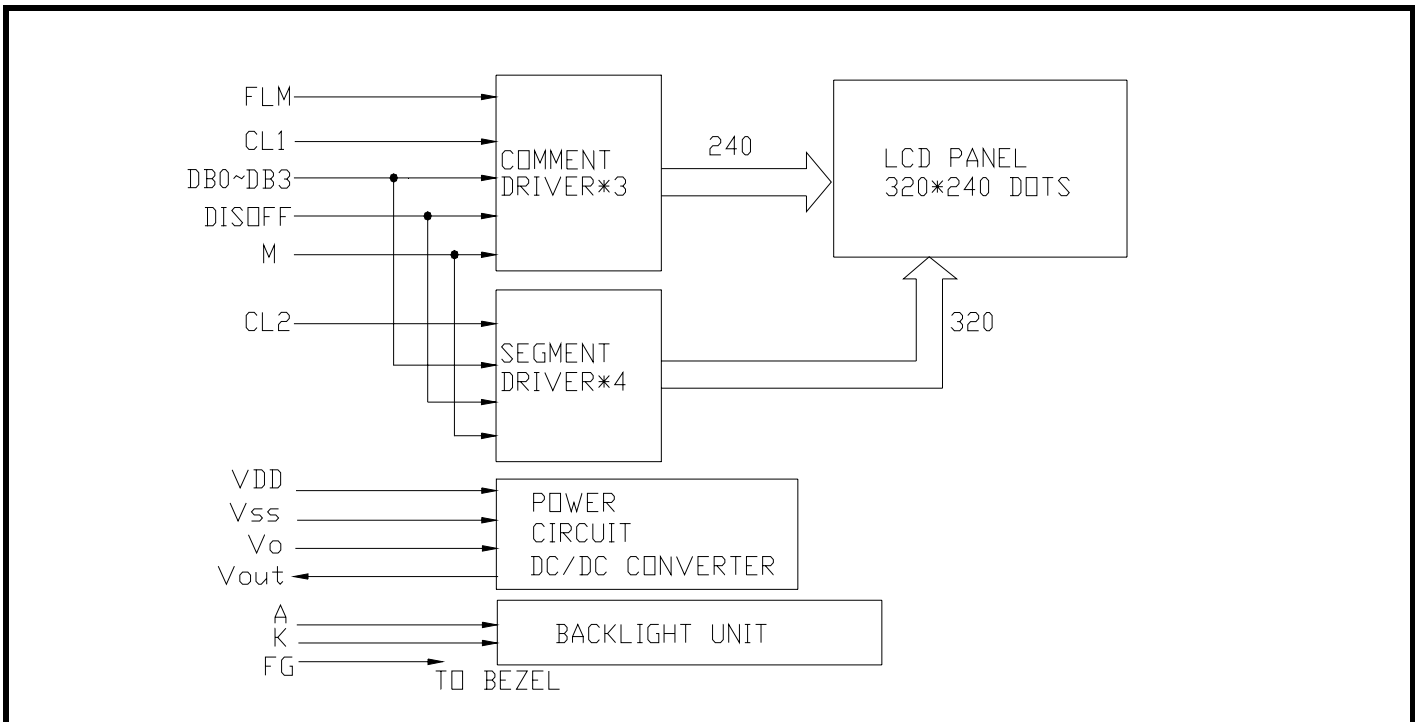 FLM
CL1
DB0~DB3
DISOFF
M
COMMENT
DRIVER*3
240
LCD PANEL
320*240 DOTS
CL2
SEGMENT
DRIVER*4
320
VDD
Vss
Vo
Vout
POWER
CIRCUIT
DC/DC CONVERTER
A
K
FG
BACKLIGHT UNIT
TO BEZEL